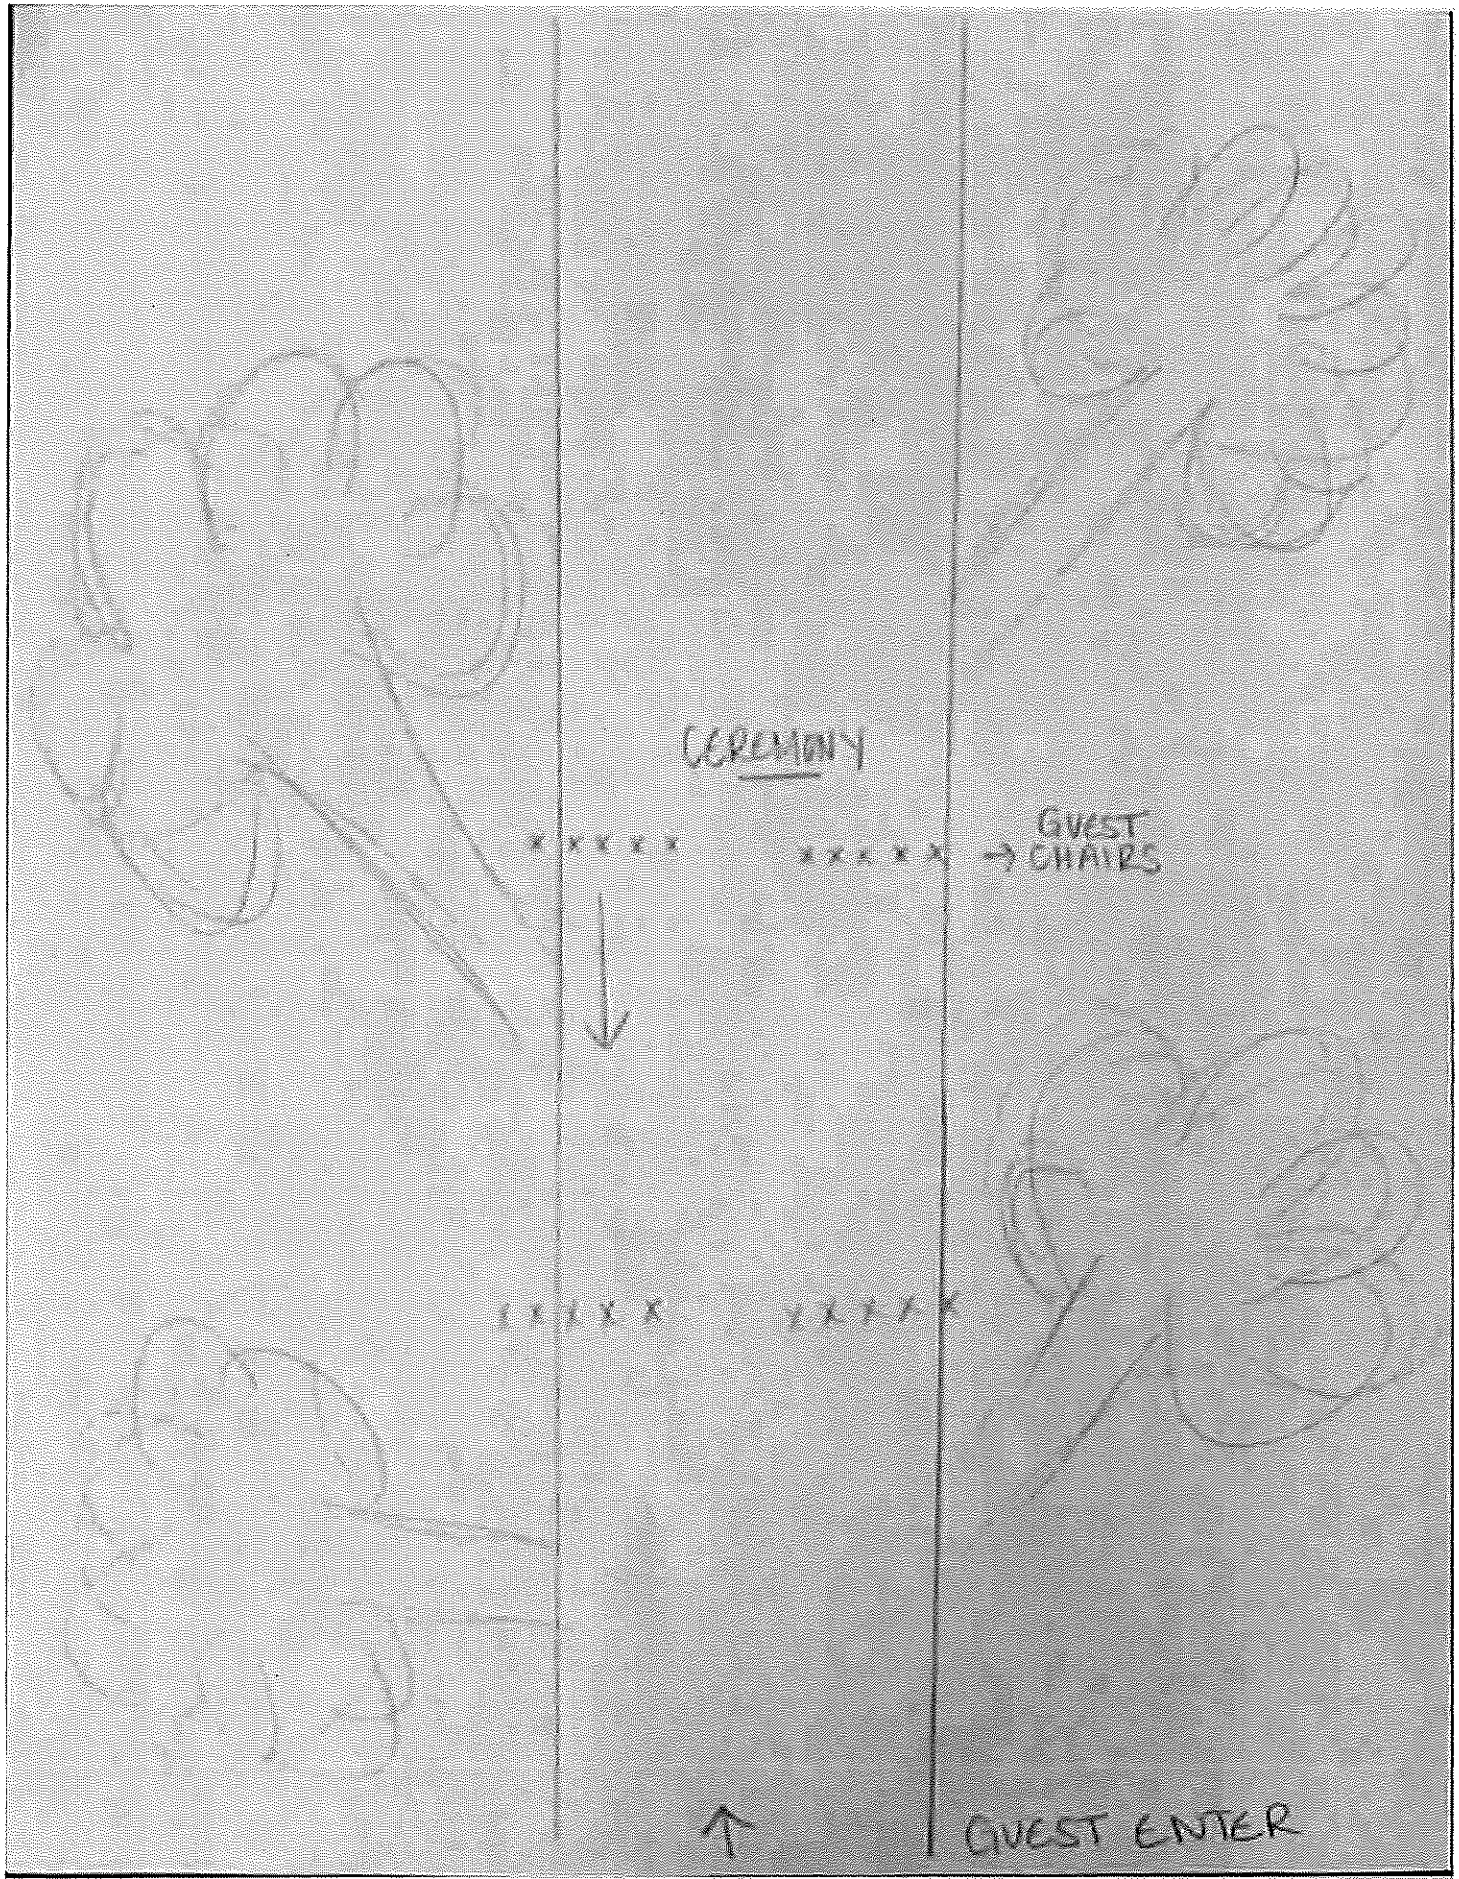 CEREMONY
x x x x x x x x x x → GUEST
CHAIRS
↓
x x x x x x x x x x
↑ GUEST ENTER